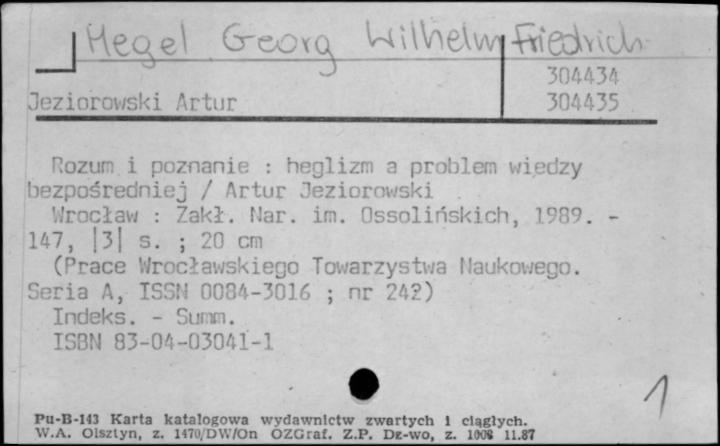 Hegel Georg Wilhelm Friedrich
304434
Jeziorowski Artur 304435
Rozum i poznanie : heglizm a problem wiedzy
bezpośredniej / Artur Jeziorowski
Wrocław : Zakł. Nar. im. Ossolińskich, 1989. -
147, |3| s. ; 20 cm
(Prace Wrocławskiego Towarzystwa Naukowego.
Seria A, ISSN 0084-3016 ; nr 242)
Indeks. - Summ.
ISBN 83-04-03041-1
1
Pu-B-143 Karta katalogowa wydawnictw zwartych i ciągłych.
W.A. Olsztyn, z. 1470/DW/On OZGraf. Z.P. Dz-wo, z. 1008 11.87